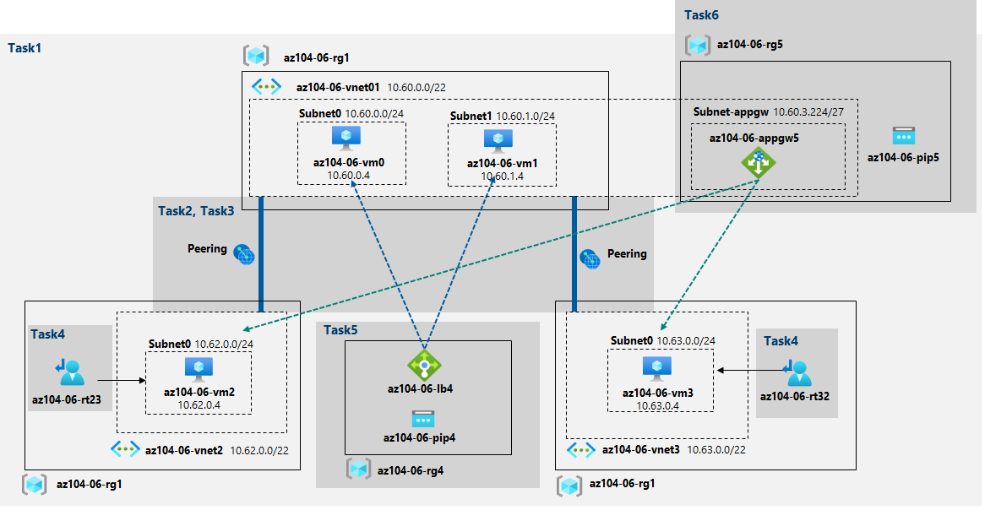 Task1
Task6
az104-06-rg5
az104-06-rg1
az104-06-vnet01 10.60.0.0/22
Subnet0 10.60.0.0/24
az104-06-vm0
10.60.0.4
Subnet1 10.60.1.0/24
az104-06-vm1
10.60.1.4
Subnet-appgw 10.60.3.224/27
az104-06-appgw5
az104-06-pip5
Task2, Task3
Peering
Peering
Task4
az104-06-rt23
Subnet0 10.62.0.0/24
az104-06-vm2
10.62.0.4
az104-06-vnet2 10.62.0.0/22
az104-06-rg1
Task5
az104-06-lb4
az104-06-pip4
az104-06-rg4
Subnet0 10.63.0.0/24
az104-06-vm3
10.63.0.4
Task4
az104-06-rt32
az104-06-vnet3 10.63.0.0/22
az104-06-rg1